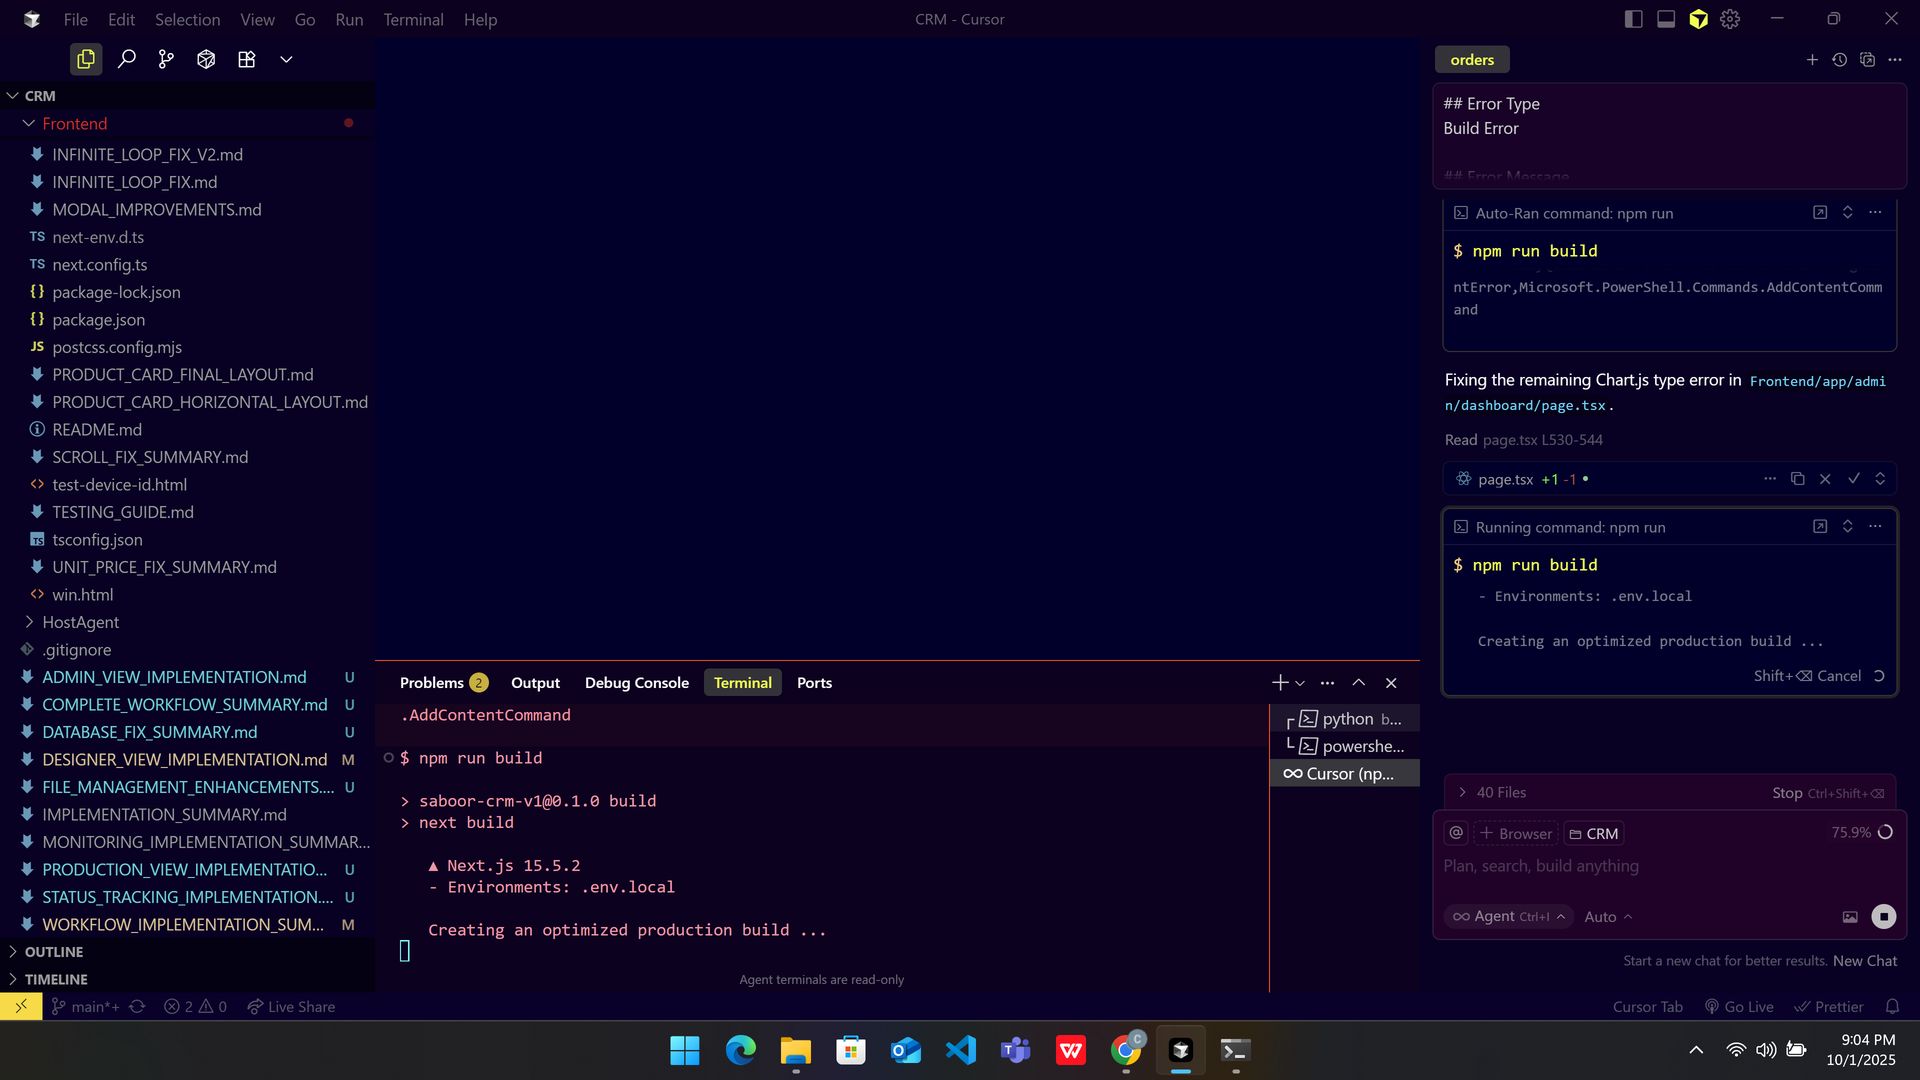 File Edit Selection View Go Run Terminal Help
CRM - Cursor
CRM
Frontend
INFINITE_LOOP_FIX_V2.md
INFINITE_LOOP_FIX.md
MODAL_IMPROVEMENTS.md
TS next-env.d.ts
TS next.config.ts
{} package-lock.json
{} package.json
JS postcss.config.mjs
PRODUCT_CARD_FINAL_LAYOUT.md
PRODUCT_CARD_HORIZONTAL_LAYOUT.md
README.md
SCROLL_FIX_SUMMARY.md
<> test-device-id.html
TESTING_GUIDE.md
TS tsconfig.json
UNIT_PRICE_FIX_SUMMARY.md
<> win.html
HostAgent
.gitignore
ADMIN_VIEW_IMPLEMENTATION.md U
COMPLETE_WORKFLOW_SUMMARY.md U
DATABASE_FIX_SUMMARY.md U
DESIGNER_VIEW_IMPLEMENTATION.md M
FILE_MANAGEMENT_ENHANCEMENTS.... U
IMPLEMENTATION_SUMMARY.md
MONITORING_IMPLEMENTATION_SUMMAR...
PRODUCTION_VIEW_IMPLEMENTATIO... U
STATUS_TRACKING_IMPLEMENTATION.... U
WORKFLOW_IMPLEMENTATION_SUM... M
OUTLINE
TIMELINE
Problems 2 Output Debug Console Terminal Ports
.AddContentCommand
$ npm run build
> saboor-crm-v1@0.1.0 build
> next build
▲ Next.js 15.5.2
- Environments: .env.local
Creating an optimized production build ...
Agent terminals are read-only
python b...
powershe...
Cursor (np...
orders
## Error Type
Build Error
## Error Message
Auto-Ran command: npm run
$ npm run build
ntError,Microsoft.PowerShell.Commands.AddContentComm
and
Fixing the remaining Chart.js type error in Frontend/app/admi
n/dashboard/page.tsx.
Read page.tsx L530-544
page.tsx +1 -1
Running command: npm run
$ npm run build
- Environments: .env.local
Creating an optimized production build ...
Shift+⌫ Cancel
40 Files Stop Ctrl+Shift+⌫
@ + Browser CRM 75.9%
Plan, search, build anything
Agent Ctrl+I Auto
Start a new chat for better results. New Chat
main*+ 2 0 Live Share
Cursor Tab Go Live Prettier
C
9:04 PM
10/1/2025